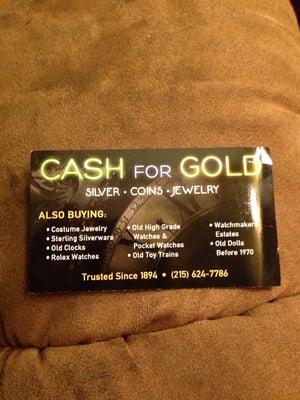 CASH FOR GOLD
SILVER • COINS • JEWELRY
ALSO BUYING:
• Costume Jewelry
• Sterling Silverware
• Old Clocks
• Rolex Watches
• Old High Grade
Watches &
Pocket Watches
• Old Toy Trains
• Watchmaker
Estates
• Old Dolls
Before 1970
Trusted Since 1894 • (215) 624-7786